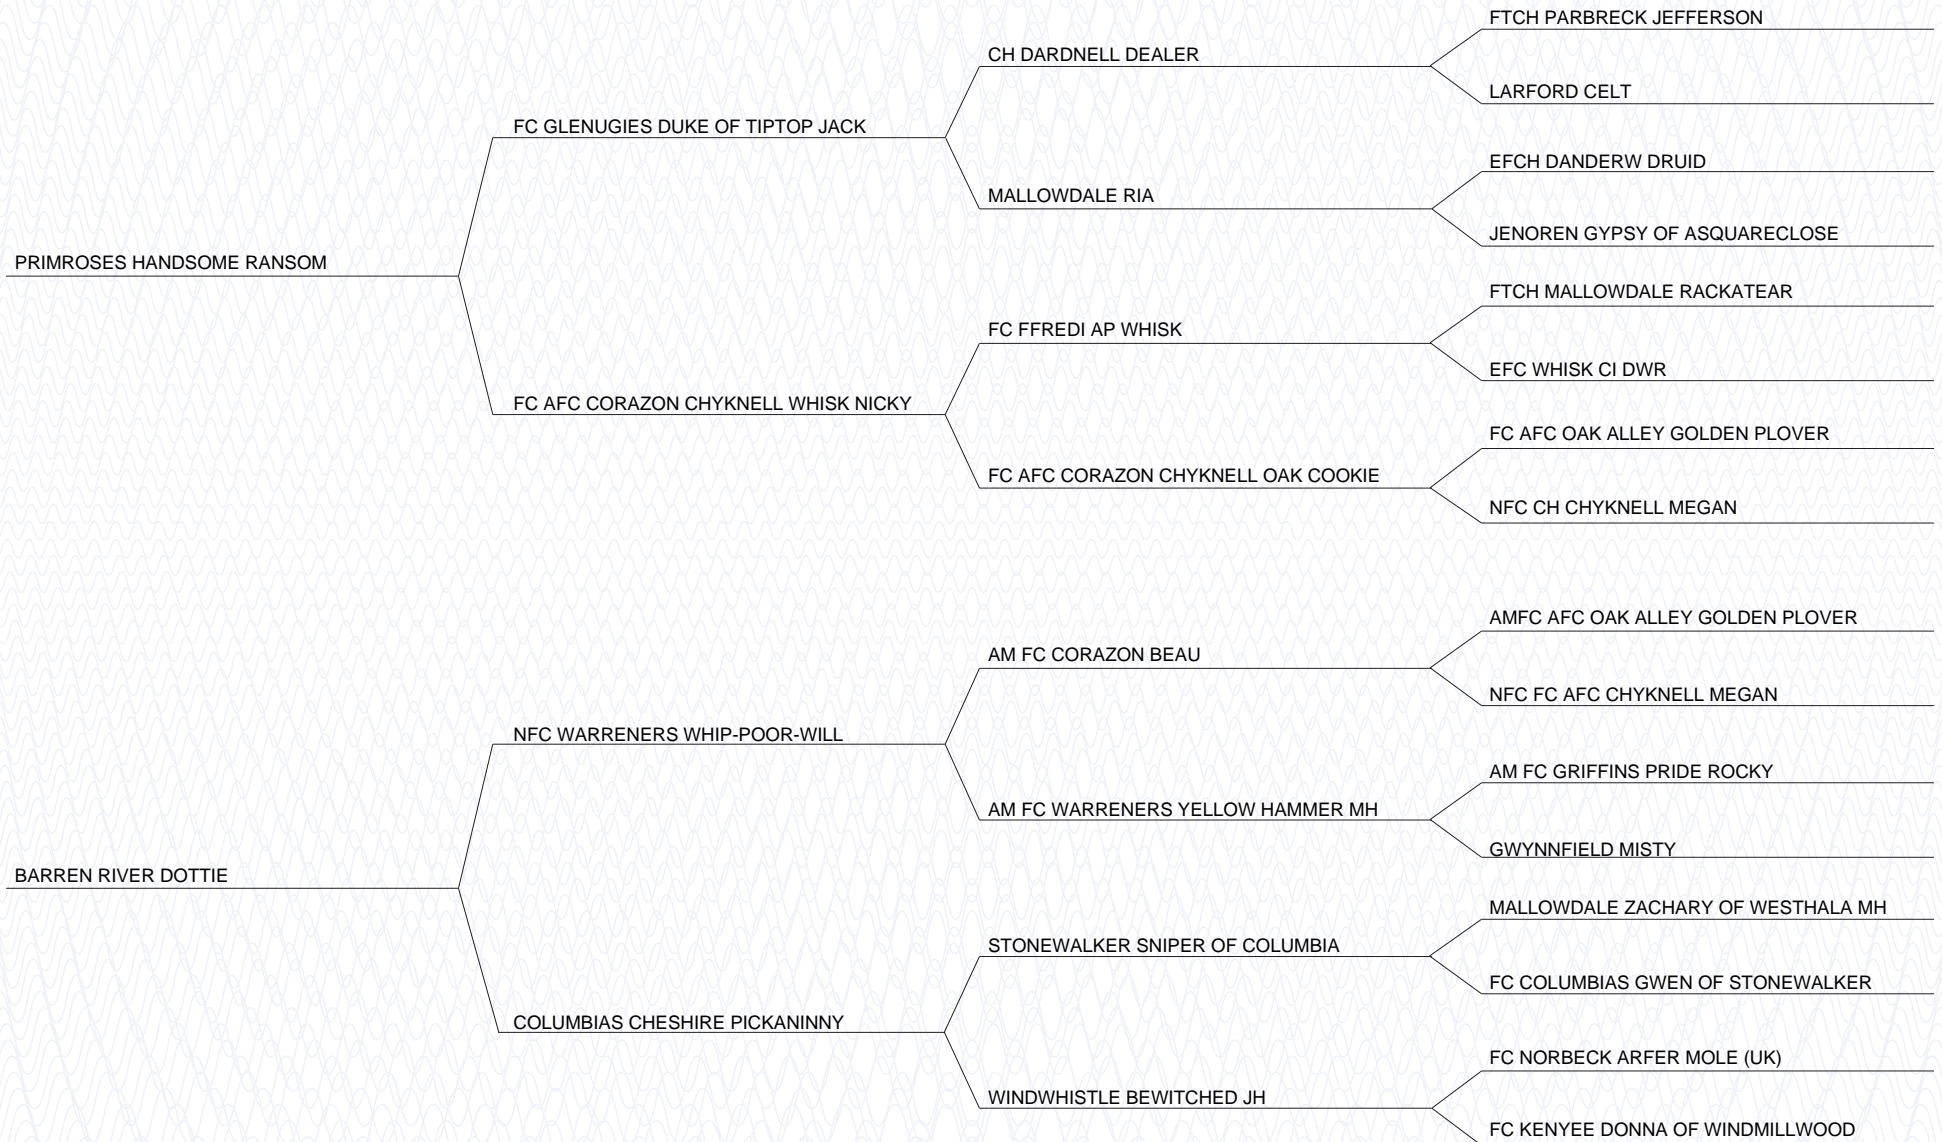 FTCH PARBRECK JEFFERSON
CH DARDNELL DEALER
LARFORD CELT
FC GLENUGIES DUKE OF TIPTOP JACK
EFCH DANDERW DRUID
MALLOWDALE RIA
JENOREN GYPSY OF ASQUARECLOSE
PRIMROSES HANDSOME RANSOM
FTCH MALLOWDALE RACKATEAR
FC FFREDI AP WHISK
EFC WHISK CI DWR
FC AFC CORAZON CHYKNELL WHISK NICKY
FC AFC OAK ALLEY GOLDEN PLOVER
FC AFC CORAZON CHYKNELL OAK COOKIE
NFC CH CHYKNELL MEGAN
AMFC AFC OAK ALLEY GOLDEN PLOVER
AM FC CORAZON BEAU
NFC FC AFC CHYKNELL MEGAN
NFC WARRENERS WHIP-POOR-WILL
AM FC GRIFFINS PRIDE ROCKY
AM FC WARRENERS YELLOW HAMMER MH
GWYNNFIELD MISTY
BARREN RIVER DOTTIE
MALLOWDALE ZACHARY OF WESTHALA MH
STONEWALKER SNIPER OF COLUMBIA
FC COLUMBIAS GWEN OF STONEWALKER
COLUMBIAS CHESHIRE PICKANINNY
FC NORBECK ARFER MOLE (UK)
WINDWHISTLE BEWITCHED JH
FC KENYEE DONNA OF WINDMILLWOOD